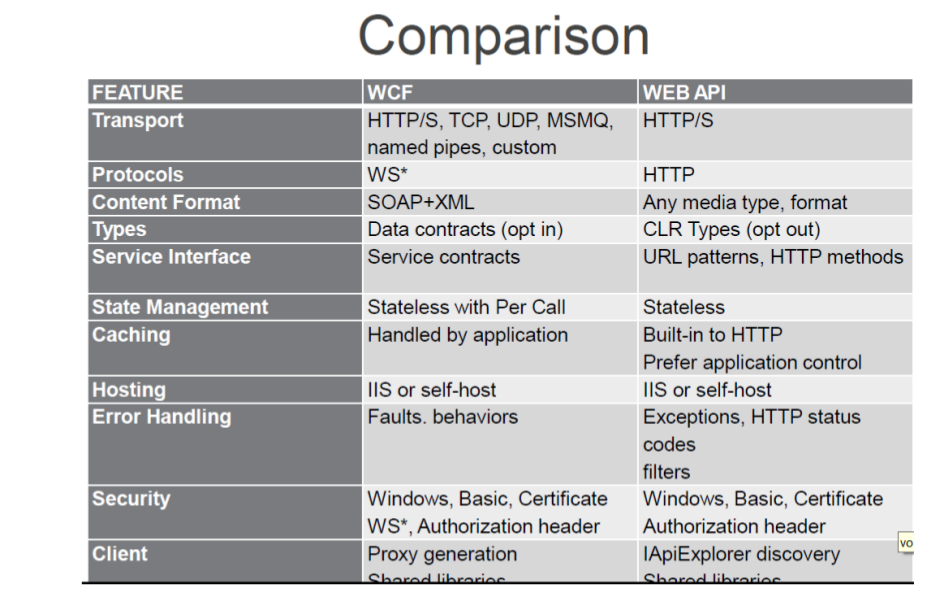 Comparison
FEATURE WCF WEB API
Transport HTTP/S, TCP, UDP, MSMQ, HTTP/S
named pipes, custom
Protocols WS* HTTP
Content Format SOAP+XML Any media type, format
Types Data contracts (opt in) CLR Types (opt out)
Service Interface Service contracts URL patterns, HTTP methods
State Management Stateless with Per Call Stateless
Caching Handled by application Built-in to HTTP
Prefer application control
Hosting IIS or self-host IIS or self-host
Error Handling Faults. behaviors Exceptions, HTTP status
codes
filters
Security Windows, Basic, Certificate Windows, Basic, Certificate
WS*, Authorization header Authorization header
vo
Client Proxy generation IApiExplorer discovery
Shared libraries Shared libraries